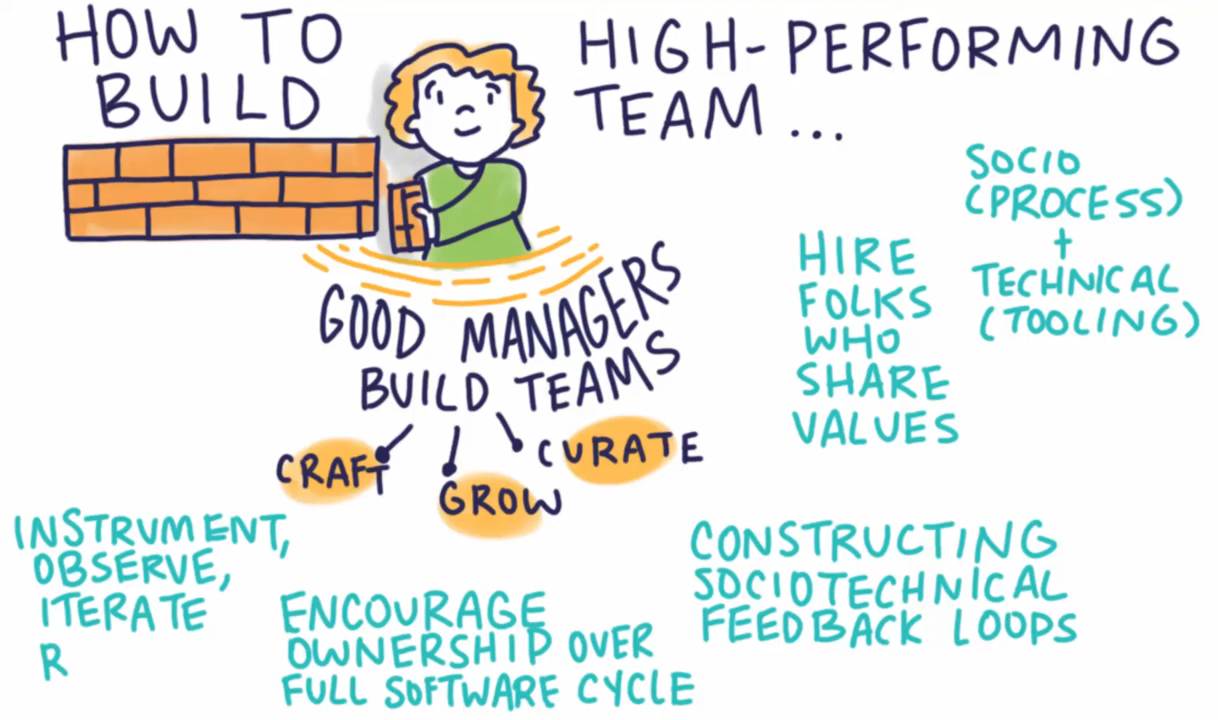 HOW TO
BUILD
HIGH-PERFORMING
TEAM...
GOOD MANAGERS
BUILD TEAMS
CRAFT
GROW
CURATE
SOCIO
(PROCESS)
+
TECHNICAL
(TOOLING)
HIRE
FOLKS
WHO
SHARE
VALUES
INSTRUMENT,
OBSERVE,
ITERATE
R
ENCOURAGE
OWNERSHIP OVER
FULL SOFTWARE CYCLE
CONSTRUCTING
SOCIOTECHNICAL
FEEDBACK LOOPS